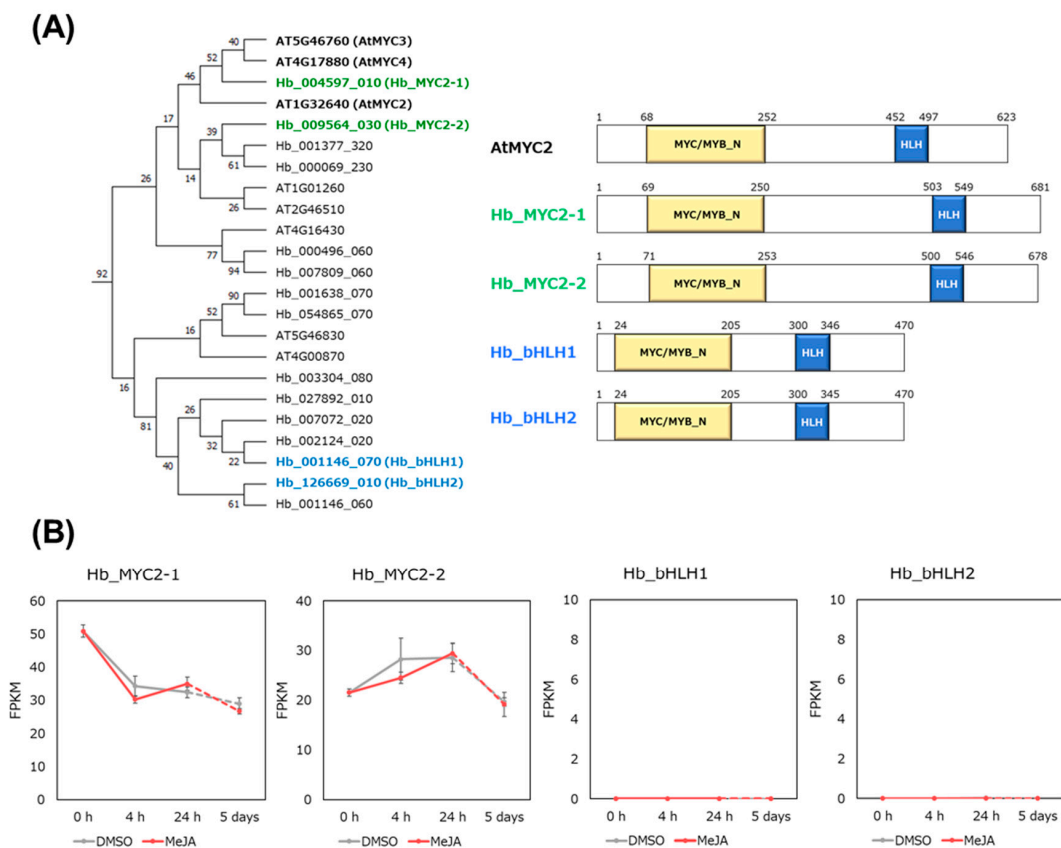 (A)
40
AT5G46760 (AtMYC3)
52
AT4G17880 (AtMYC4)
46
Hb_004597_010 (Hb_MYC2-1)
17
AT1G32640 (AtMYC2)
39
Hb_009564_030 (Hb_MYC2-2)
Hb_001377_320
61
Hb_000069_230
26
14
AT1G01260
26
AT2G46510
AT4G16430
77
Hb_000496_060
94
Hb_007809_060
92
90
Hb_001638_070
52
Hb_054865_070
16
AT5G46830
AT4G00870
16
Hb_003304_080
26
Hb_027892_010
81
Hb_007072_020
32
Hb_002124_020
40
22
Hb_001146_070 (Hb_bHLH1)
Hb_126669_010 (Hb_bHLH2)
61
Hb_001146_060
1 68 252 452 497 623
AtMYC2 MYC/MYB_N HLH
1 69 250 503 549 681
Hb_MYC2-1 MYC/MYB_N HLH
1 71 253 500 546 678
Hb_MYC2-2 MYC/MYB_N HLH
1 24 205 300 346 470
Hb_bHLH1 MYC/MYB_N HLH
1 24 205 300 345 470
Hb_bHLH2 MYC/MYB_N HLH
(B)
Hb_MYC2-1
FPKM
60
50
40
30
20
10
0
0 h 4 h 24 h 5 days
DMSO MeJA
Hb_MYC2-2
FPKM
40
30
20
10
0
0 h 4 h 24 h 5 days
DMSO MeJA
Hb_bHLH1
FPKM
10
8
6
4
2
0
0 h 4 h 24 h 5 days
DMSO MeJA
Hb_bHLH2
FPKM
10
8
6
4
2
0
0 h 4 h 24 h 5 days
DMSO MeJA